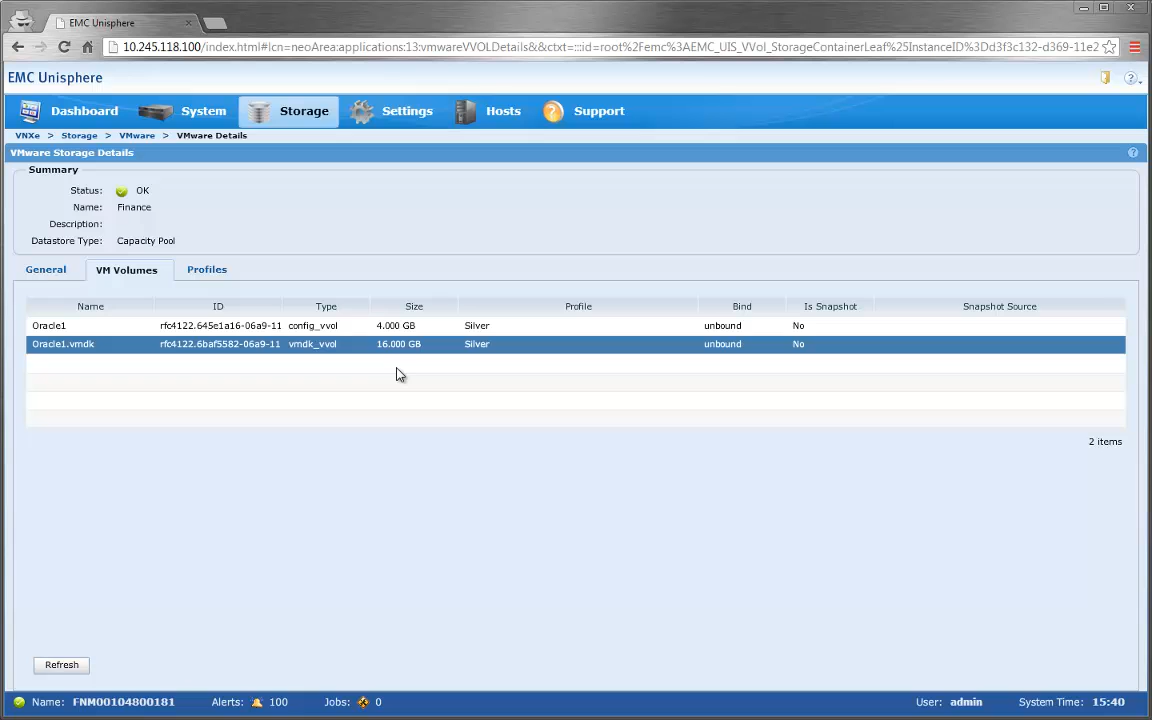 EMC Unisphere
10.245.118.100/index.html#lcn=neoArea:applications:13:vmwareVVOLDetails&&ctxt=:::id=root%2Femc%3AEMC_UIS_VVol_StorageContainerLeaf%25InstanceID%3Dd3f3c132-d369-11e2
EMC Unisphere
Dashboard System Storage Settings Hosts Support
VNXe > Storage > VMware > VMware Details
VMware Storage Details
Summary
Status: OK
Name: Finance
Description:
Datastore Type: Capacity Pool
General VM Volumes Profiles
Name ID Type Size Profile Bind Is Snapshot Snapshot Source
Oracle1 rfc4122.645e1a16-06a9-11 config_vvol 4.000 GB Silver unbound No
Oracle1.vmdk rfc4122.6baf5582-06a9-11 vmdk_vvol 16.000 GB Silver unbound No
2 items
Refresh
Name: FNM00104800181 Alerts: 100 Jobs: 0 User: admin System Time: 15:40